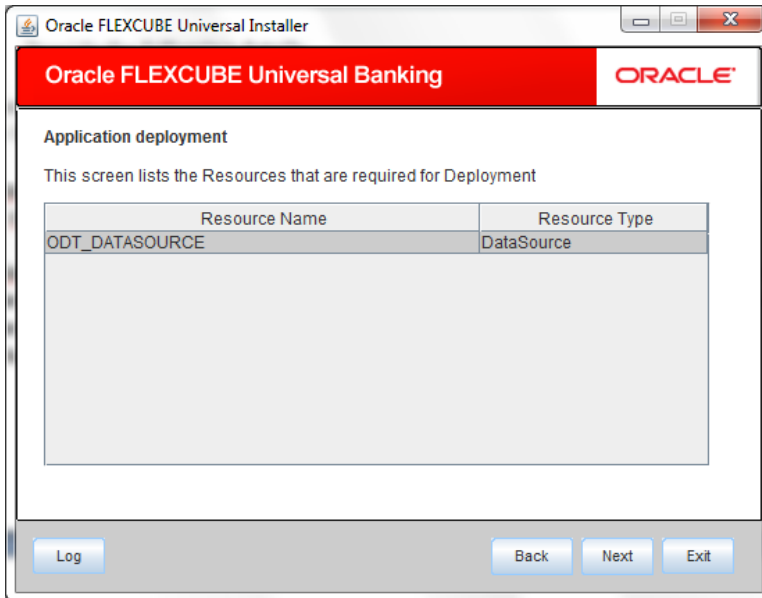 Oracle FLEXCUBE Universal Installer
Oracle FLEXCUBE Universal Banking
ORACLE
Application deployment
This screen lists the Resources that are required for Deployment
Resource Name Resource Type
ODT_DATASOURCE DataSource
Log Back Next Exit